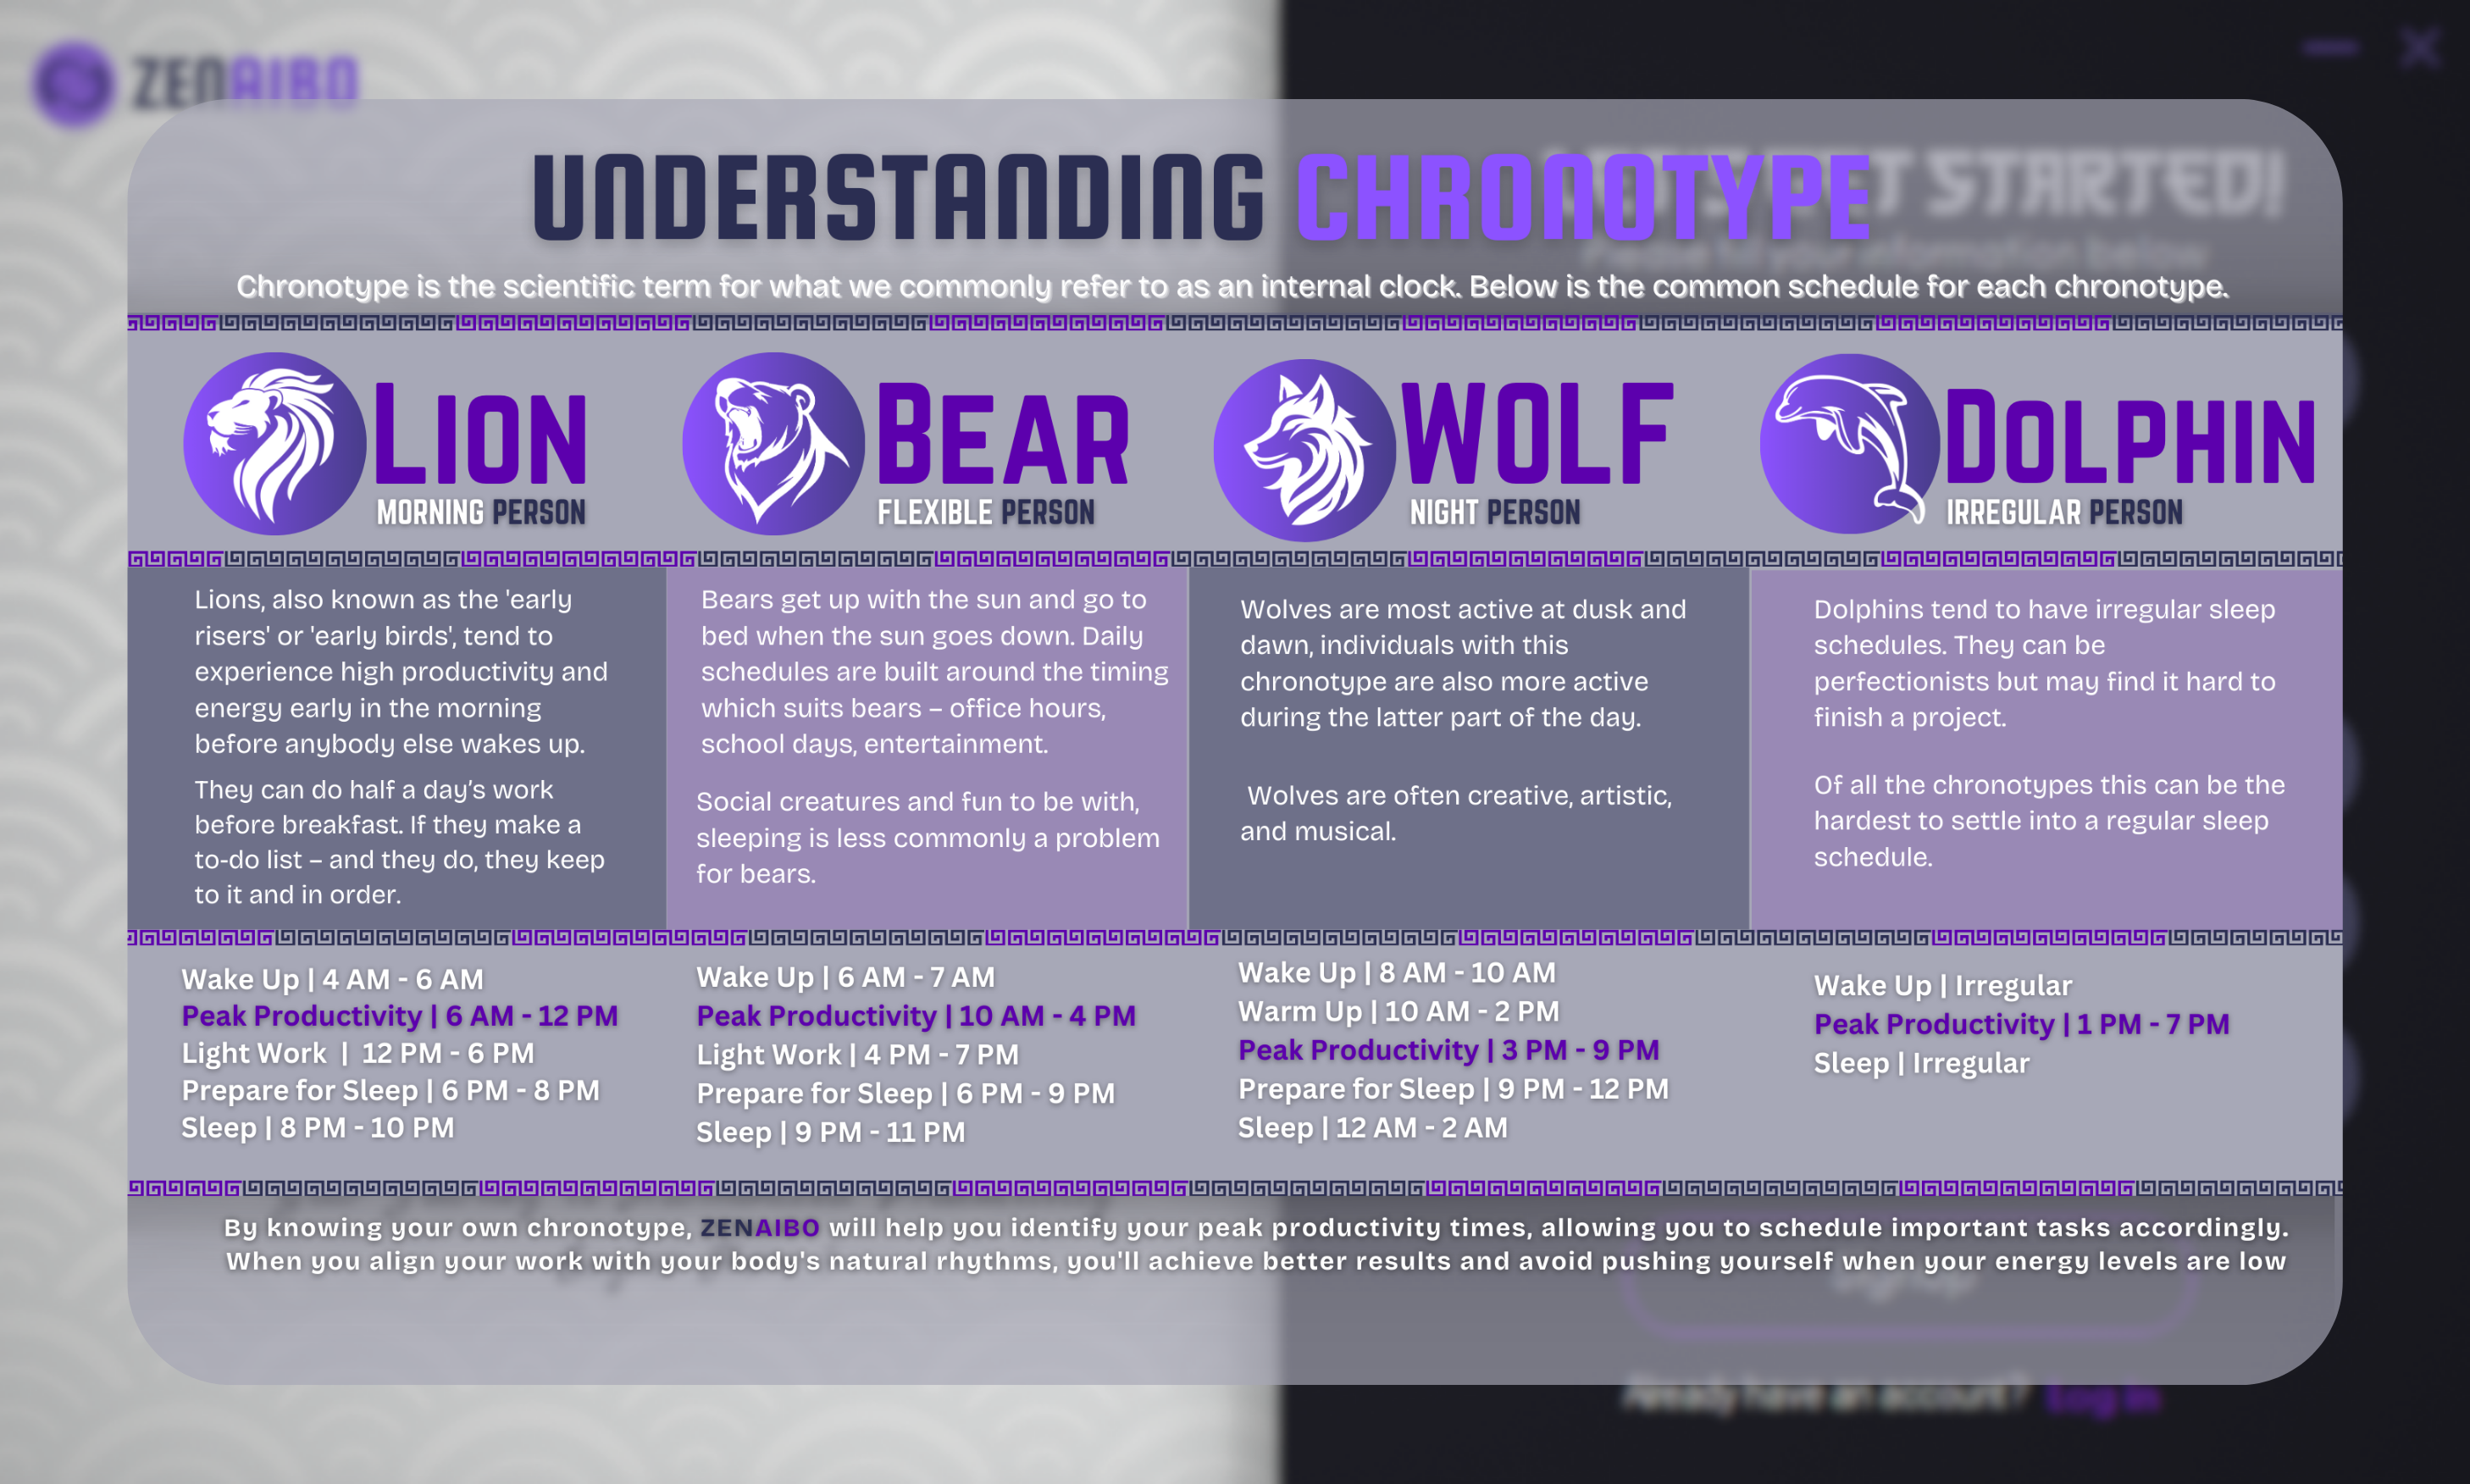 ZENAIBO
UNDERSTANDING CHRONOTYPE
LET'S GET STARTED!
Please fill your information below
Chronotype is the scientific term for what we commonly refer to as an internal clock. Below is the common schedule for each chronotype.
LION
MORNING PERSON
BEAR
FLEXIBLE PERSON
WOLF
NIGHT PERSON
DOLPHIN
IRREGULAR PERSON
Lions, also known as the 'early
risers' or 'early birds', tend to
experience high productivity and
energy early in the morning
before anybody else wakes up.
They can do half a day’s work
before breakfast. If they make a
to-do list – and they do, they keep
to it and in order.
Bears get up with the sun and go to
bed when the sun goes down. Daily
schedules are built around the timing
which suits bears – office hours,
school days, entertainment.
Social creatures and fun to be with,
sleeping is less commonly a problem
for bears.
Wolves are most active at dusk and
dawn, individuals with this
chronotype are also more active
during the latter part of the day.
Wolves are often creative, artistic,
and musical.
Dolphins tend to have irregular sleep
schedules. They can be
perfectionists but may find it hard to
finish a project.
Of all the chronotypes this can be the
hardest to settle into a regular sleep
schedule.
Wake Up | 4 AM - 6 AM
Peak Productivity | 6 AM - 12 PM
Light Work | 12 PM - 6 PM
Prepare for Sleep | 6 PM - 8 PM
Sleep | 8 PM - 10 PM
Wake Up | 6 AM - 7 AM
Peak Productivity | 10 AM - 4 PM
Light Work | 4 PM - 7 PM
Prepare for Sleep | 6 PM - 9 PM
Sleep | 9 PM - 11 PM
Wake Up | 8 AM - 10 AM
Warm Up | 10 AM - 2 PM
Peak Productivity | 3 PM - 9 PM
Prepare for Sleep | 9 PM - 12 PM
Sleep | 12 AM - 2 AM
Wake Up | Irregular
Peak Productivity | 1 PM - 7 PM
Sleep | Irregular
By knowing your own chronotype, ZENAIBO will help you identify your peak productivity times, allowing you to schedule important tasks accordingly.
When you align your work with your body's natural rhythms, you'll achieve better results and avoid pushing yourself when your energy levels are low
Already have an account? Log In